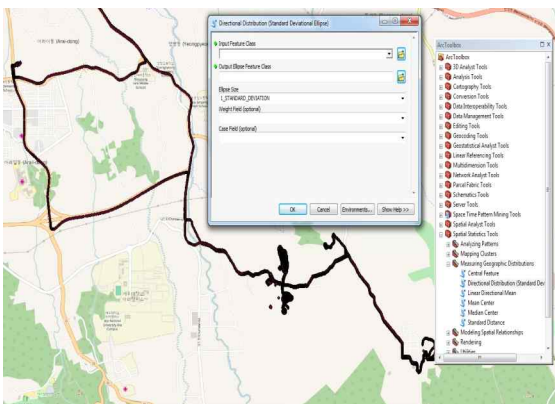 Directional Distribution (Standard Deviational Ellipse)
Input Feature Class
Output Ellipse Feature Class
Ellipse Size
1_STANDARD_DEVIATION
Weight Field (optional)
Case Field (optional)
OK
Cancel
Environments...
Show Help >>
ArcToolbox
ArcToolbox
3D Analyst Tools
Analysis Tools
Cartography Tools
Conversion Tools
Data Interoperability Tools
Data Management Tools
Editing Tools
Geocoding Tools
Geostatistical Analyst Tools
Linear Referencing Tools
Multidimension Tools
Network Analyst Tools
Parcel Fabric Tools
Schematics Tools
Server Tools
Space Time Pattern Mining Tools
Spatial Analyst Tools
Spatial Statistics Tools
Analyzing Patterns
Mapping Clusters
Measuring Geographic Distributions
Central Feature
Directional Distribution (Standard Dev
Linear Directional Mean
Mean Center
Median Center
Standard Distance
Modeling Spatial Relationships
Rendering
Utilities